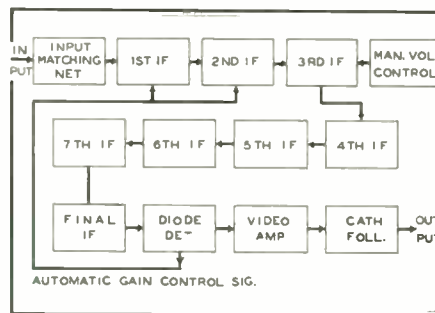 IN
PUT
INPUT
MATCHING
NET
1ST IF
2ND IF
3RD IF
MAN. VOL
CONTROL
7TH IF
6TH IF
5TH IF
4TH IF
FINAL
IF
DIODE
DET
VIDEO
AMP
CATH
FOLL.
OUT
PUT
AUTOMATIC GAIN CONTROL SIG.